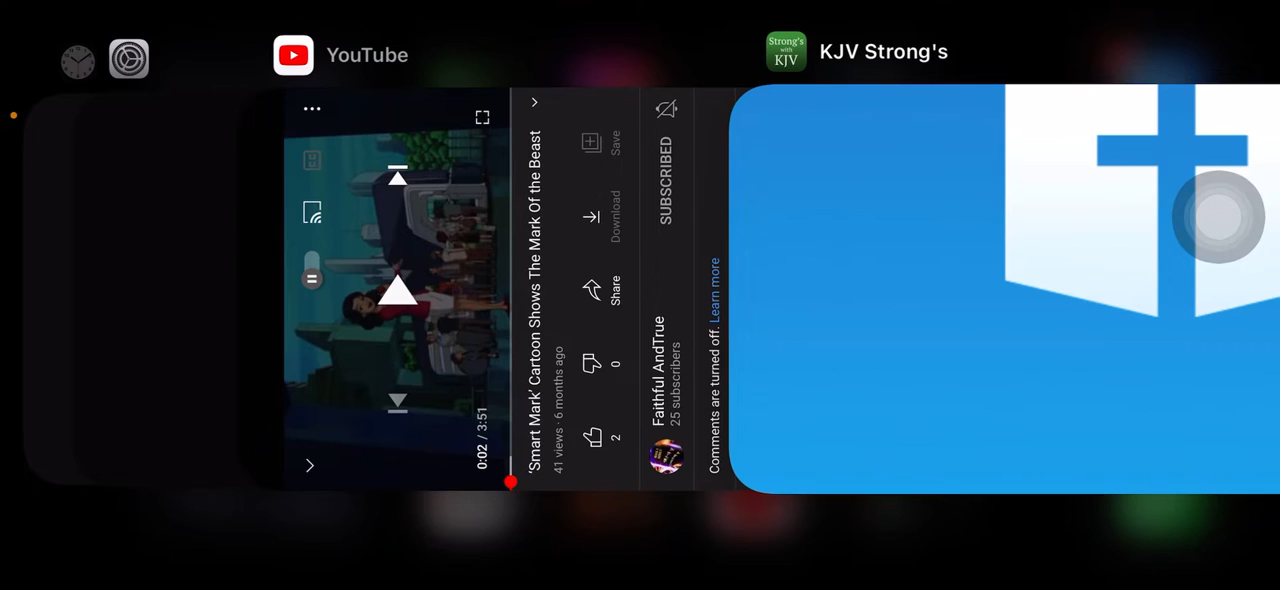 YouTube
Strong's
with
KJV
KJV Strong's
'Smart Mark' Cartoon Shows The Mark Of the Beast
41 views · 6 months ago
2
0
Share
Download
Save
Faithful AndTrue
25 subscribers
SUBSCRIBED
Comments are turned off. Learn more
0:02 / 3:51